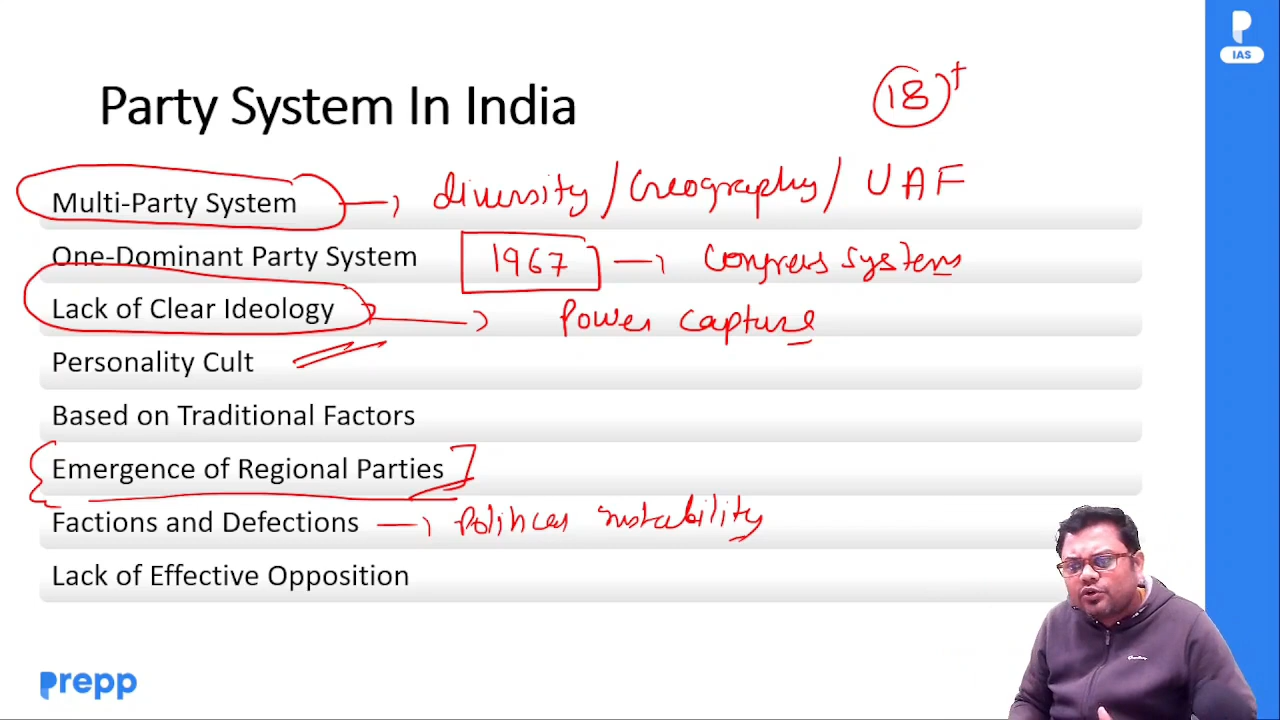 IAS
18+
Party System In India
Multi-Party System → diversity / Geography / UAF
One-Dominant Party System 1967 → Congress system
Lack of Clear Ideology → Power capture
Personality Cult
Based on Traditional Factors
Emergence of Regional Parties
Factions and Defections →
Lack of Effective Opposition
prepp